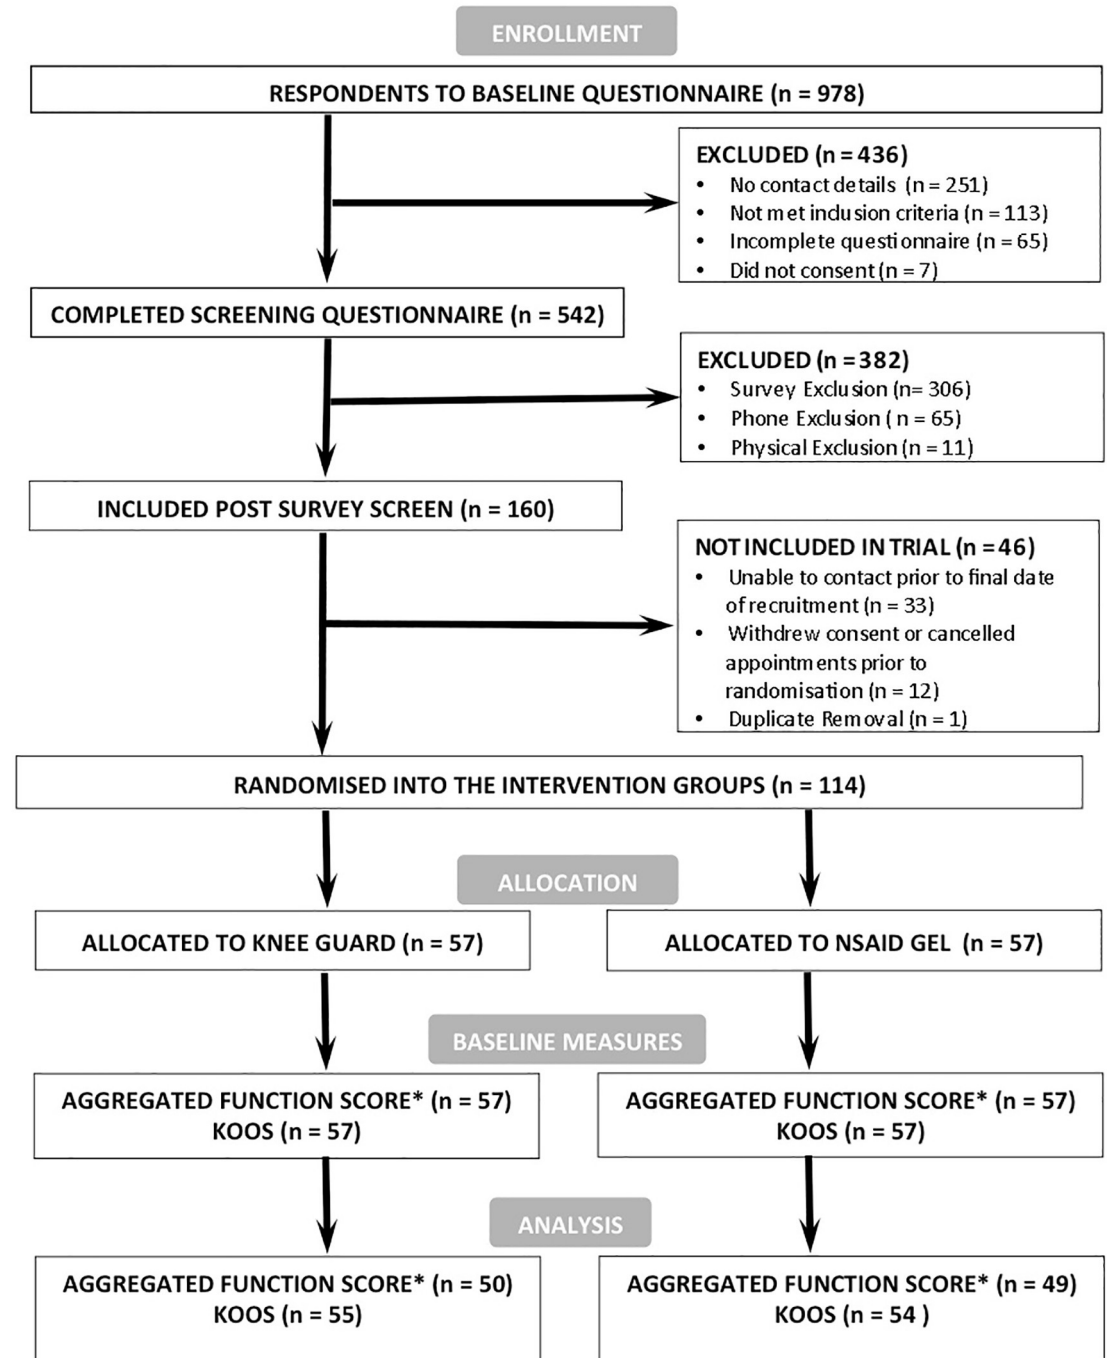 ENROLLMENT
RESPONDENTS TO BASELINE QUESTIONNAIRE (n = 978)
EXCLUDED (n = 436)
• No contact details (n = 251)
• Not met inclusion criteria (n = 113)
• Incomplete questionnaire (n = 65)
• Did not consent (n = 7)
COMPLETED SCREENING QUESTIONNAIRE (n = 542)
EXCLUDED (n = 382)
• Survey Exclusion (n= 306)
• Phone Exclusion ( n = 65)
• Physical Exclusion (n = 11)
INCLUDED POST SURVEY SCREEN (n = 160)
NOT INCLUDED IN TRIAL (n = 46)
• Unable to contact prior to final date
of recruitment (n = 33)
• Withdrew consent or cancelled
appointments prior to
randomisation (n = 12)
• Duplicate Removal (n = 1)
RANDOMISED INTO THE INTERVENTION GROUPS (n = 114)
ALLOCATION
ALLOCATED TO KNEE GUARD (n = 57)
ALLOCATED TO NSAID GEL (n = 57)
BASELINE MEASURES
AGGREGATED FUNCTION SCORE* (n = 57)
KOOS (n = 57)
AGGREGATED FUNCTION SCORE* (n = 57)
KOOS (n = 57)
ANALYSIS
AGGREGATED FUNCTION SCORE* (n = 50)
KOOS (n = 55)
AGGREGATED FUNCTION SCORE* (n = 49)
KOOS (n = 54 )